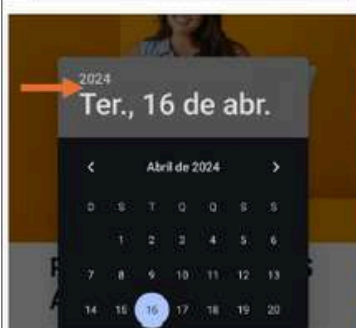 2024
Ter., 16 de abr.
Abril de 2024
D S T Q Q S S
1 2 3 4 5 6
7 8 9 10 11 12 13
14 15 16 17 18 19 20